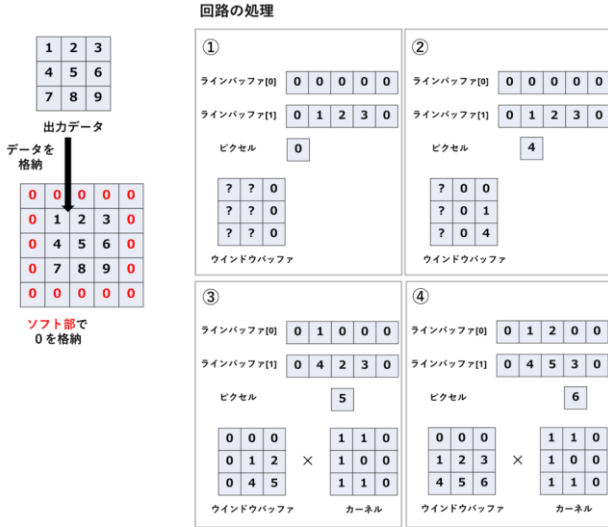 回路の処理
1 2 3
4 5 6
7 8 9
出力データ
データを
格納
0 0 0 0 0
0 1 2 3 0
0 4 5 6 0
0 7 8 9 0
0 0 0 0 0
ソフト部で
0を格納
①
ラインバッファ[0] 0 0 0 0 0
ラインバッファ[1] 0 1 2 3 0
ピクセル 0
? ? 0
? ? 0
? ? 0
ウインドウバッファ
②
ラインバッファ[0] 0 0 0 0 0
ラインバッファ[1] 0 1 2 3 0
ピクセル 4
? 0 0
? 0 1
? 0 4
ウインドウバッファ
③
ラインバッファ[0] 0 1 0 0 0
ラインバッファ[1] 0 4 2 3 0
ピクセル 5
0 0 0 1 1 0
0 1 2 × 1 0 0
0 4 5 1 1 0
ウインドウバッファ カーネル
④
ラインバッファ[0] 0 1 2 0 0
ラインバッファ[1] 0 4 5 3 0
ピクセル 6
0 0 0 1 1 0
1 2 3 × 1 0 0
4 5 6 1 1 0
ウインドウバッファ カーネル